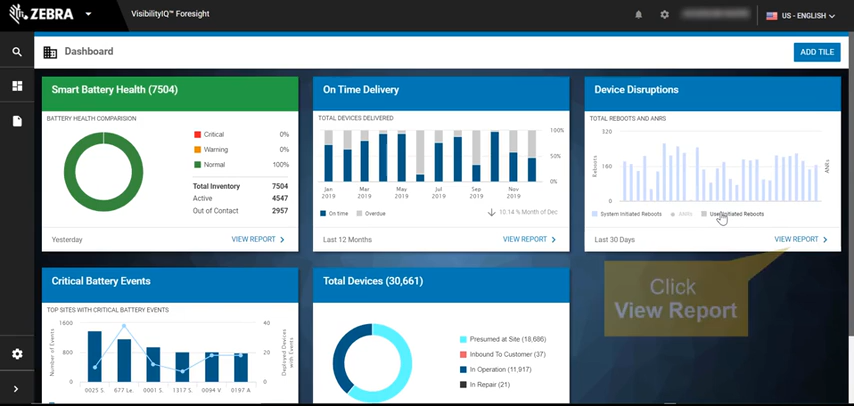 ZEBRA
VisibilityIQ™ Foresight
US - ENGLISH
Dashboard
ADD TILE
Smart Battery Health (7504)
BATTERY HEALTH COMPARISION
Critical 0%
Warning 0%
Normal 100%
Total Inventory 7504
Active 4547
Out of Contact 2957
Yesterday
VIEW REPORT
On Time Delivery
TOTAL DEVICES DELIVERED
100%
50%
0%
Jan Mar May Jul Sep Nov
2019 2019 2019 2019 2019 2019
On time Overdue
10.14 % Month of Dec
Last 12 Months
VIEW REPORT
Device Disruptions
TOTAL REBOOTS AND ANRS
320
160
0
Reboots
ANRs
System Initiated Reboots ANRs User Initiated Reboots
Last 30 Days
VIEW REPORT
Click
View Report
Critical Battery Events
TOP SITES WITH CRITICAL BATTERY EVENTS
1600
800
0
Number of Events
40
20
0
Deployed Devices
with Events
0025 S. 677 Le. 0001 S. 1317 S. 0094 V. 0197 A
Total Devices (30,661)
Presumed at Site (18,686)
Inbound To Customer (37)
In Operation (11,917)
In Repair (21)